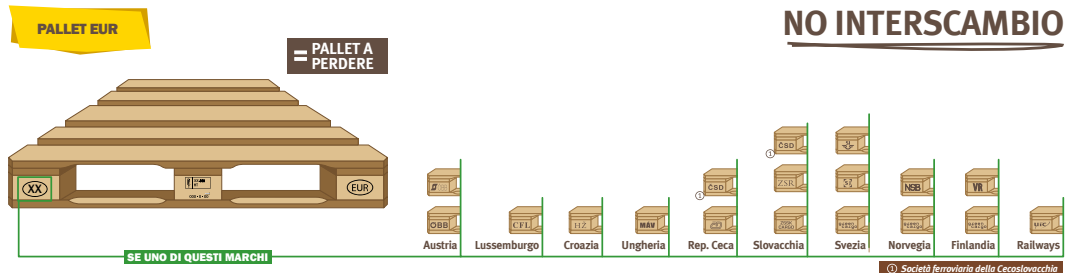 PALLET EUR
NO INTERSCAMBIO
= PALLET A
PERDERE
XX
EUR
SE UNO DI QUESTI MARCHI
ÖBB
Austria
CFL
Lussemburgo
HZ
Croazia
MÁV
Ungheria
ČSD
①
Rep. Ceca
ČSD
①
ZSR
Slovacchia
Svezia
NSB
Norvegia
VR
Finlandia
UIC
Railways
① Società ferroviaria della Cecoslovacchia